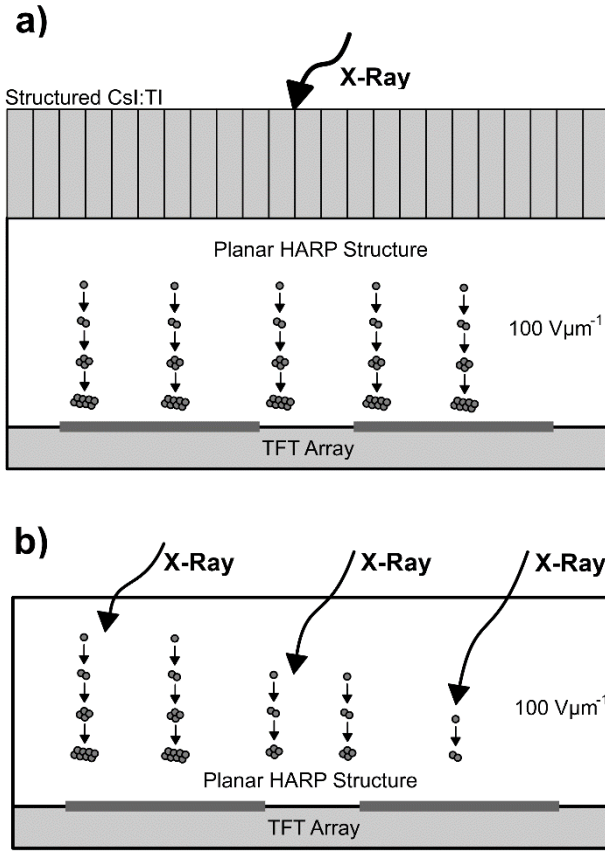 a)
X-Ray
Structured CsI:Tl
Planar HARP Structure
100 Vµm⁻¹
TFT Array
b)
X-Ray X-Ray X-Ray
100 Vµm⁻¹
Planar HARP Structure
TFT Array